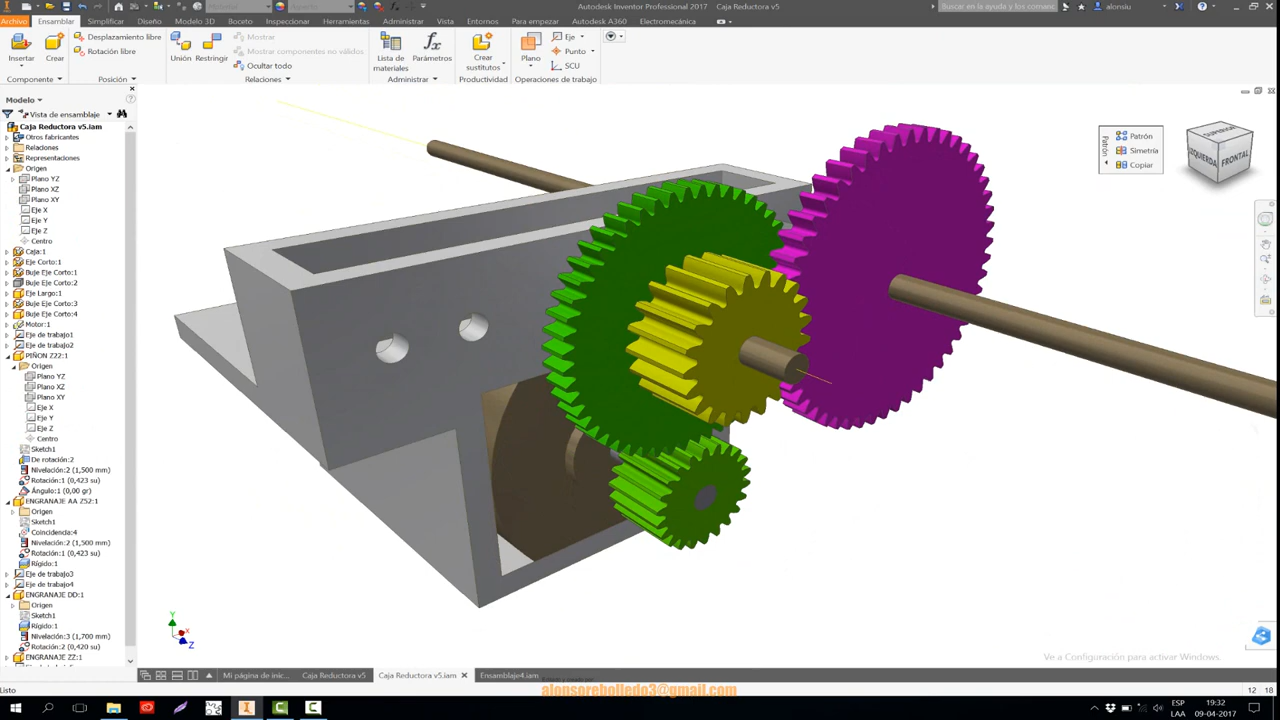 Autodesk Inventor Professional 2017   Caja Reductora v5
Buscar en la ayuda y los comanc
alonsiu
Archivo
Ensamblar
Simplificar
Diseño
Modelo 3D
Boceto
Inspeccionar
Herramientas
Administrar
Vista
Entornos
Para empezar
Autodesk A360
Electromecánica
Insertar
Crear
Desplazamiento libre
Rotación libre
Unión
Restringir
Mostrar
Mostrar componentes no válidos
Ocultar todo
Lista de
materiales
Parámetros
Crear
sustitutos
Plano
Eje
Punto
SCU
Componente
Posición
Relaciones
Administrar
Productividad
Operaciones de trabajo
Modelo
Vista de ensamblaje
Caja Reductora v5.iam
Otros fabricantes
Relaciones
Representaciones
Origen
Plano YZ
Plano XZ
Plano XY
Eje X
Eje Y
Eje Z
Centro
Caja:1
Eje Corto:1
Buje Eje Corto:1
Buje Eje Corto:2
Eje Largo:1
Buje Eje Corto:3
Buje Eje Corto:4
Motor:1
Eje de trabajo1
Eje de trabajo2
PIÑON Z22:1
Origen
Plano YZ
Plano XZ
Plano XY
Eje X
Eje Y
Eje Z
Centro
Sketch1
De rotación:2
Nivelación:2 (1,500 mm)
Rotación:1 (0,423 su)
Ángulo:1 (0,00 gr)
ENGRANAJE AA Z52:1
Origen
Sketch1
Coincidencia:4
Nivelación:2 (1,500 mm)
Rotación:1 (0,423 su)
Rígido:1
Eje de trabajo3
Eje de trabajo4
ENGRANAJE DD:1
Origen
Sketch1
Rígido:1
Nivelación:3 (1,700 mm)
Rotación:2 (0,420 su)
ENGRANAJE ZZ:1
Patrón
Patrón
Simetría
Copiar
SUPERIOR
IZQUIERDA
FRONTAL
Y
X
Z
Ve a Configuración para activar Windows.
Mi página de inic...
Caja Reductora v5
Caja Reductora v5.iam
Ensamblaje4.iam
Listo
12 18
alonsorebolledo3@gmail.com
ESP
LAA
19:32
09-04-2017